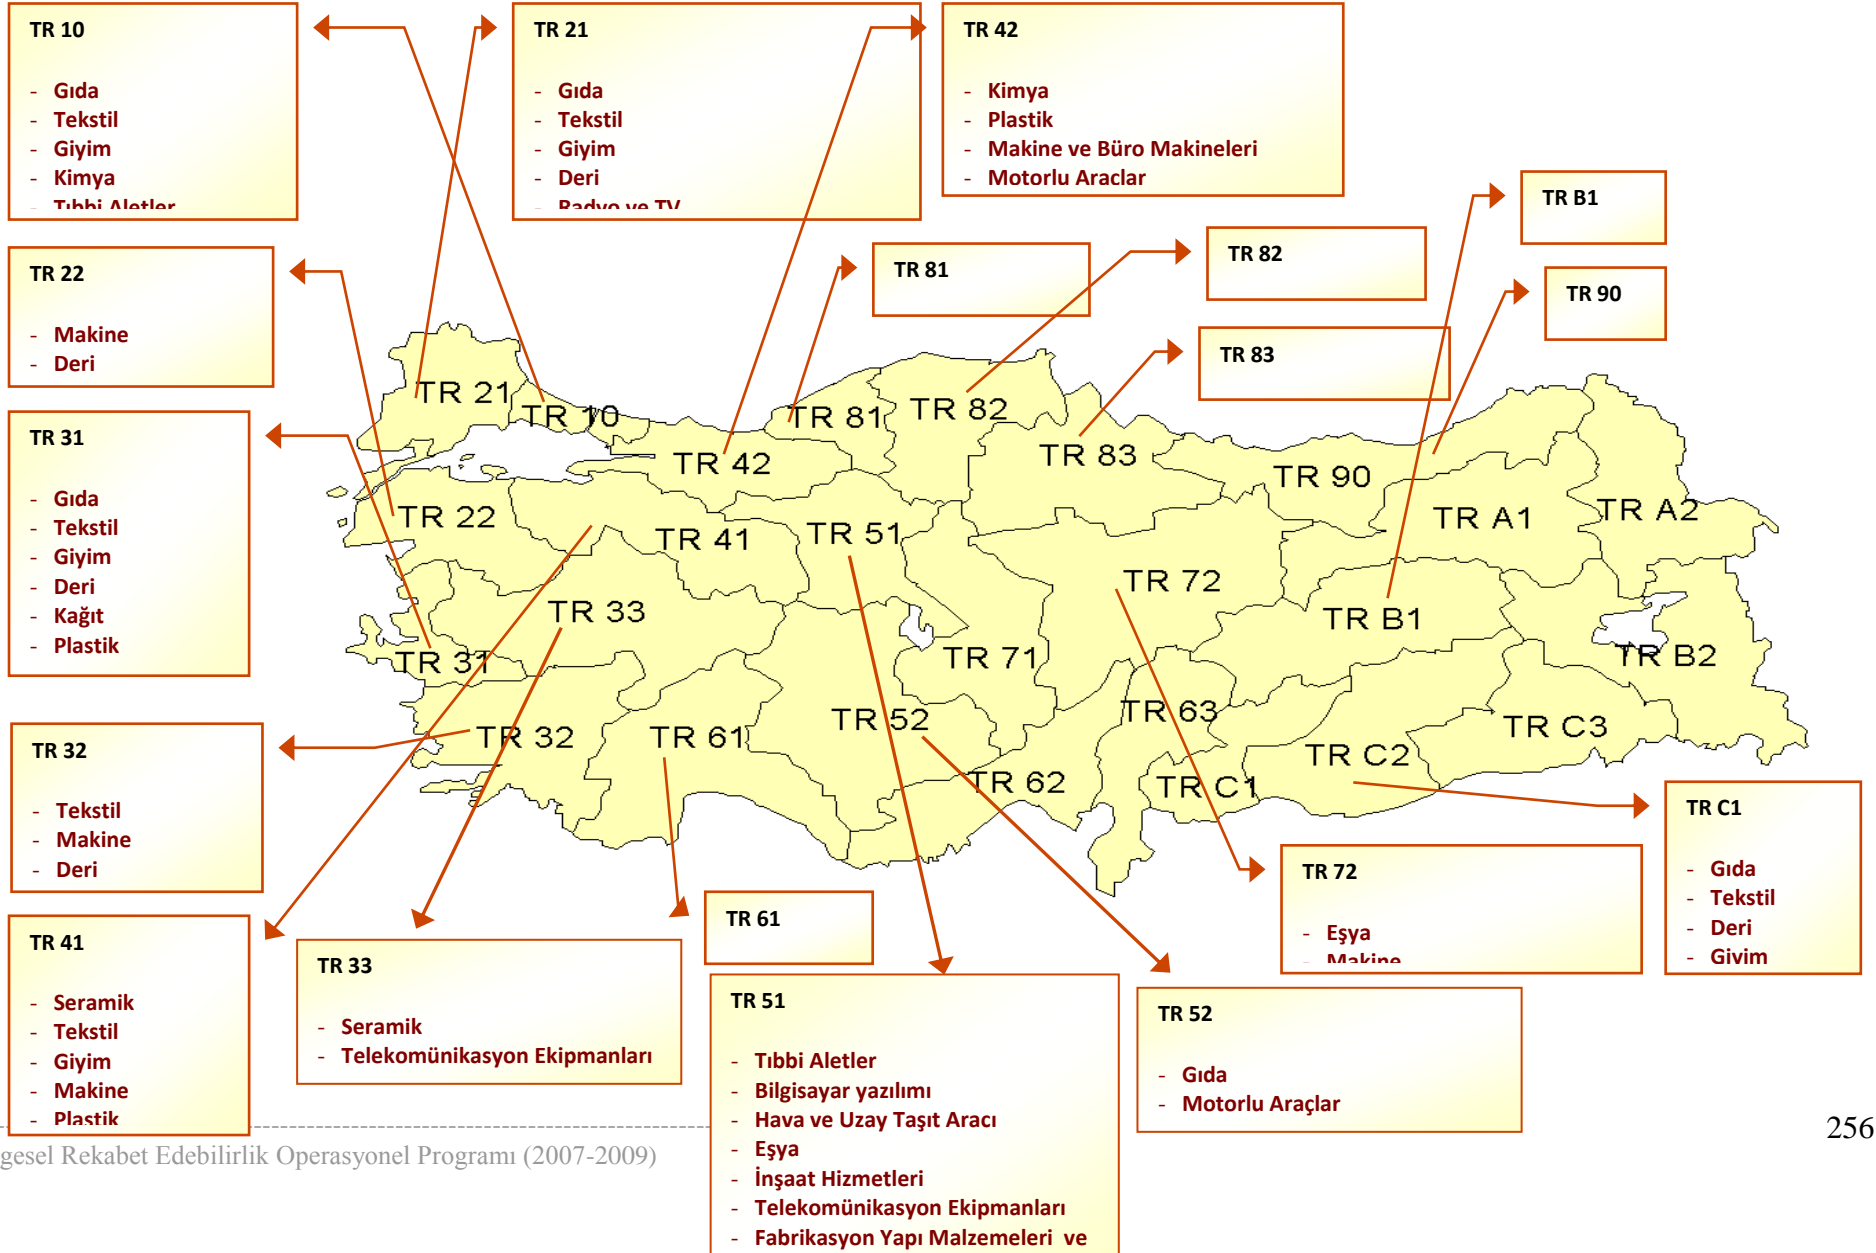 TR 10
- Gıda
- Tekstil
- Giyim
- Kimya
- Tıbbi Aletler
TR 21
- Gıda
- Tekstil
- Giyim
- Deri
- Radyo ve TV
TR 42
- Kimya
- Plastik
- Makine ve Büro Makineleri
- Motorlu Araclar
TR B1
TR 22
- Makine
- Deri
TR 81
TR 82
TR 90
TR 83
TR 31
- Gıda
- Tekstil
- Giyim
- Deri
- Kağıt
- Plastik
TR 21
TR 10
TR 81
TR 82
TR 42
TR 83
TR 90
TR 22
TR 41
TR 51
TR A1
TR A2
TR 33
TR 72
TR B1
TR 31
TR 71
TR B2
TR 32
TR 61
TR 52
TR 63
TR C3
TR 62
TR C1
TR C2
TR 32
- Tekstil
- Makine
- Deri
TR C1
- Gıda
- Tekstil
- Deri
- Giyim
TR 72
- Eşya
- Makine
TR 61
TR 41
- Seramik
- Tekstil
- Giyim
- Makine
- Plastik
TR 33
- Seramik
- Telekomünikasyon Ekipmanları
TR 51
- Tıbbi Aletler
- Bilgisayar yazılımı
- Hava ve Uzay Taşıt Aracı
- Eşya
- İnşaat Hizmetleri
- Telekomünikasyon Ekipmanları
- Fabrikasyon Yapı Malzemeleri ve
TR 52
- Gıda
- Motorlu Araçlar
gesel Rekabet Edebilirlik Operasyonel Programı (2007-2009)
256